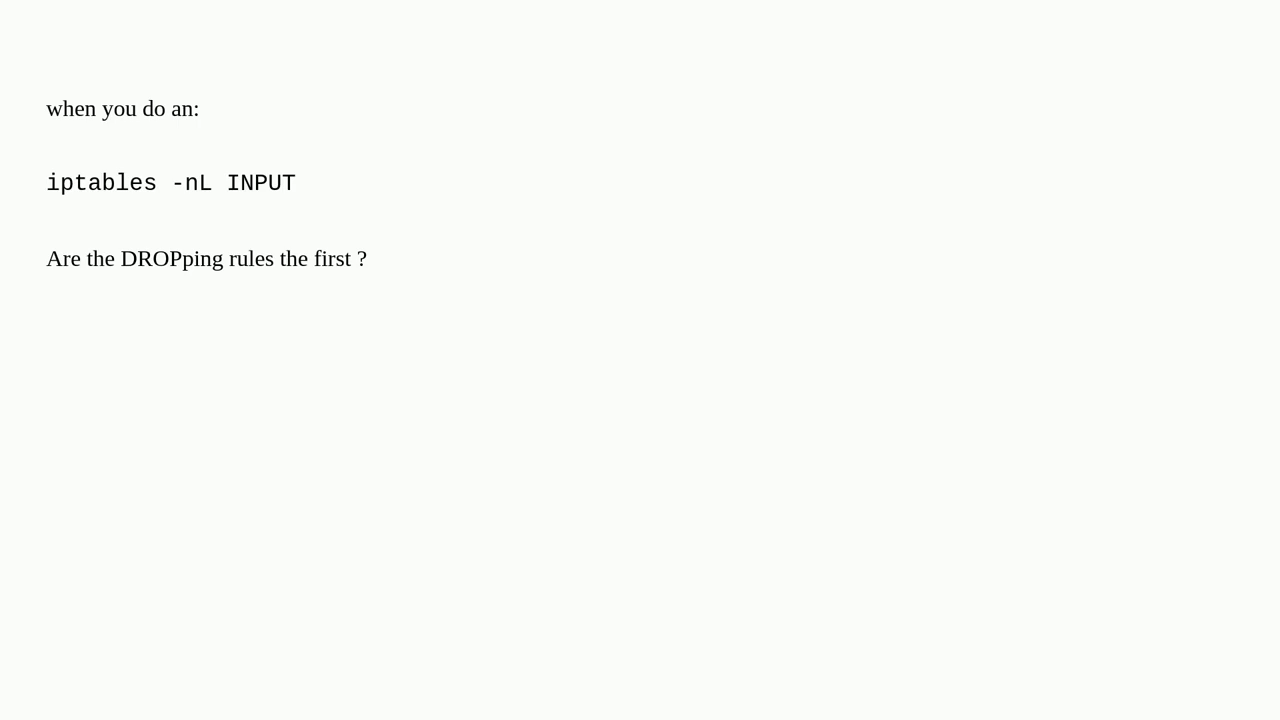 when you do an:
iptables -nL INPUT
Are the DROPping rules the first ?